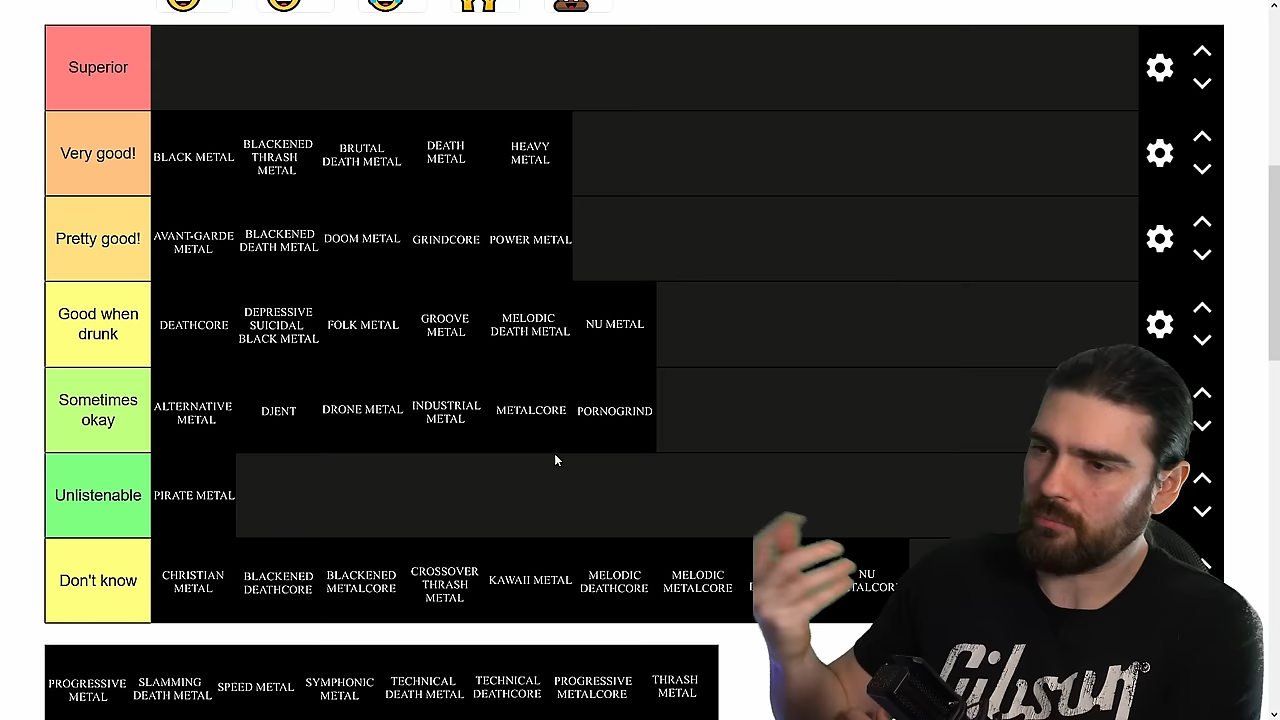 Superior
Very good!
BLACK METAL
BLACKENED
THRASH
METAL
BRUTAL
DEATH METAL
DEATH
METAL
HEAVY
METAL
Pretty good!
AVANT-GARDE
METAL
BLACKENED
DEATH METAL
DOOM METAL
GRINDCORE
POWER METAL
Good when
drunk
DEATHCORE
DEPRESSIVE
SUICIDAL
BLACK METAL
FOLK METAL
GROOVE
METAL
MELODIC
DEATH METAL
NU METAL
Sometimes
okay
ALTERNATIVE
METAL
DJENT
DRONE METAL
INDUSTRIAL
METAL
METALCORE
PORNOGRIND
Unlistenable
PIRATE METAL
Don't know
CHRISTIAN
METAL
BLACKENED
DEATHCORE
BLACKENED
METALCORE
CROSSOVER
THRASH
METAL
KAWAII METAL
MELODIC
DEATHCORE
MELODIC
METALCORE
NU
PROGRESSIVE
METAL
SLAMMING
DEATH METAL
SPEED METAL
SYMPHONIC
METAL
TECHNICAL
DEATH METAL
TECHNICAL
DEATHCORE
PROGRESSIVE
METALCORE
THRASH
METAL
Gibson